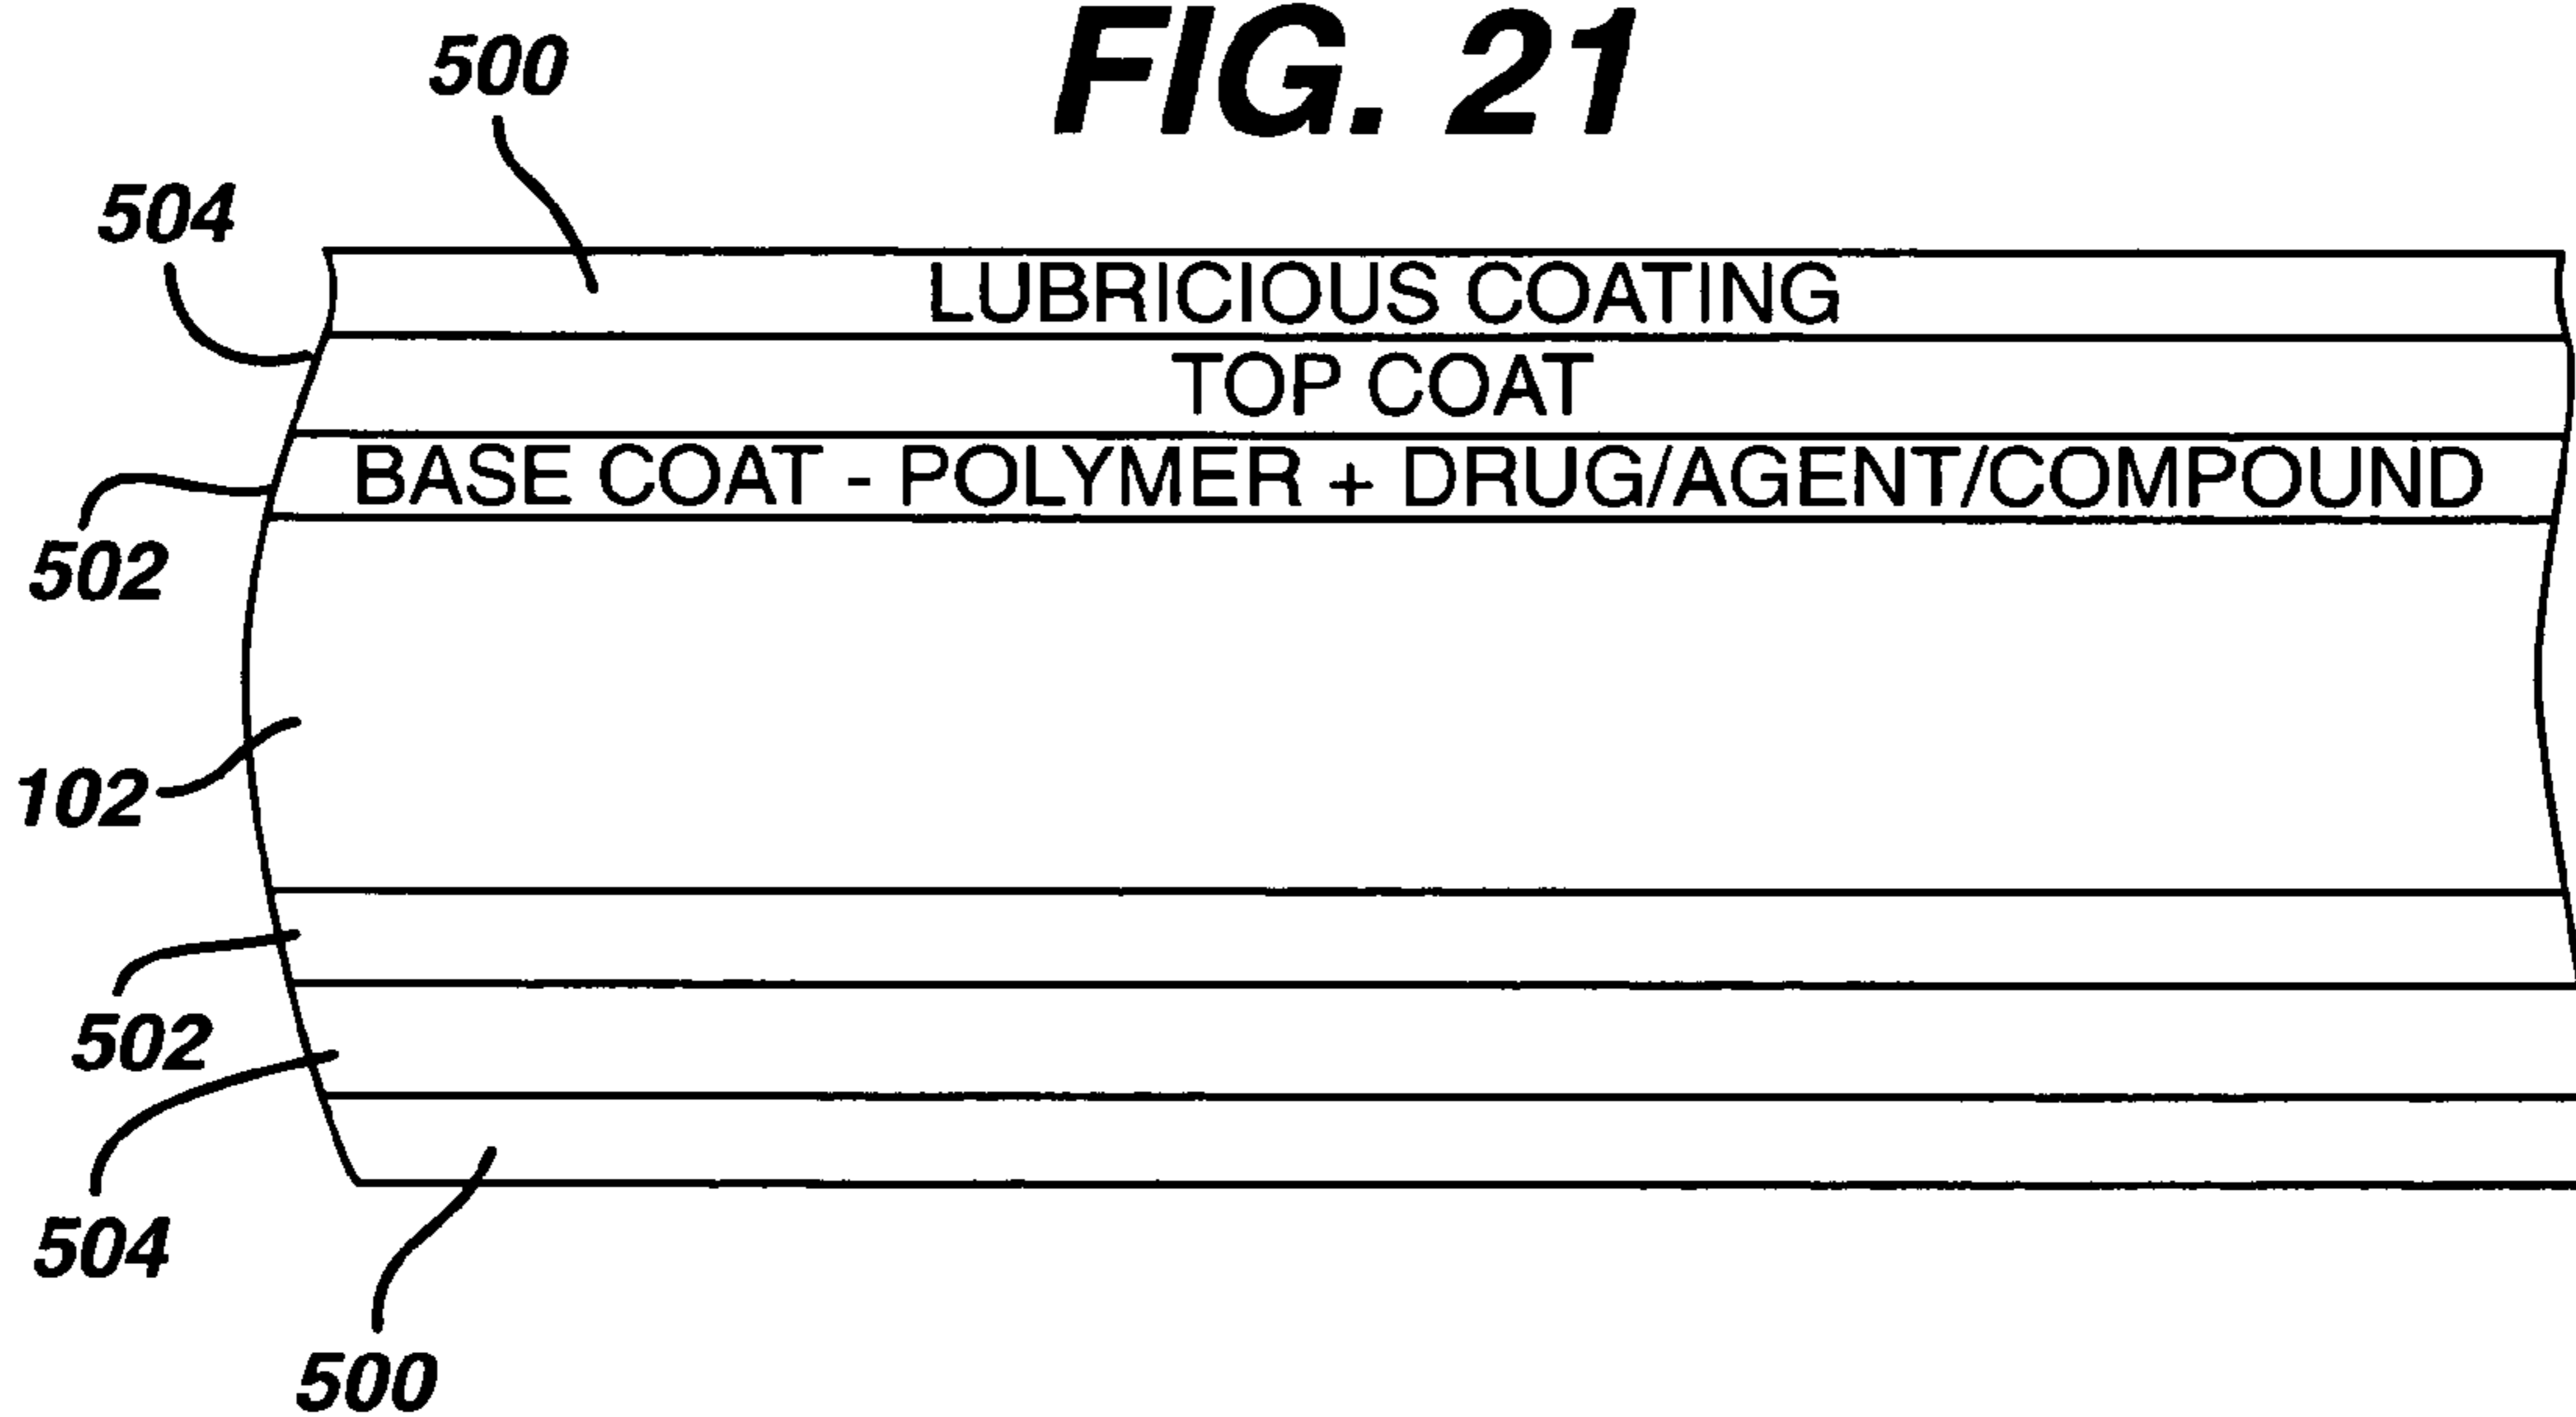 FIG. 21
500
504
LUBRICIOUS COATING
TOP COAT
BASE COAT - POLYMER + DRUG/AGENT/COMPOUND
502
102
502
504
500